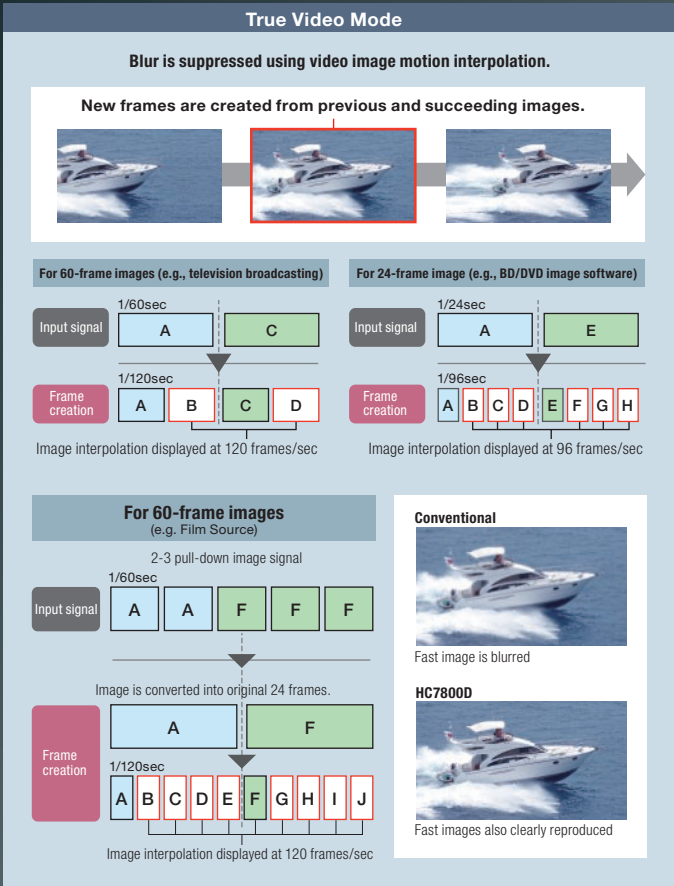 True Video Mode
Blur is suppressed using video image motion interpolation.
New frames are created from previous and succeeding images.
For 60-frame images (e.g., television broadcasting)
1/60sec
Input signal
A
C
1/120sec
Frame
creation
A
B
C
D
Image interpolation displayed at 120 frames/sec
For 24-frame image (e.g., BD/DVD image software)
1/24sec
Input signal
A
E
1/96sec
Frame
creation
A
B
C
D
E
F
G
H
Image interpolation displayed at 96 frames/sec
For 60-frame images
(e.g. Film Source)
2-3 pull-down image signal
1/60sec
Input signal
A
A
F
F
F
Image is converted into original 24 frames.
A
F
Frame
creation
1/120sec
A
B
C
D
E
F
G
H
I
J
Image interpolation displayed at 120 frames/sec
Conventional
Fast image is blurred
HC7800D
Fast images also clearly reproduced